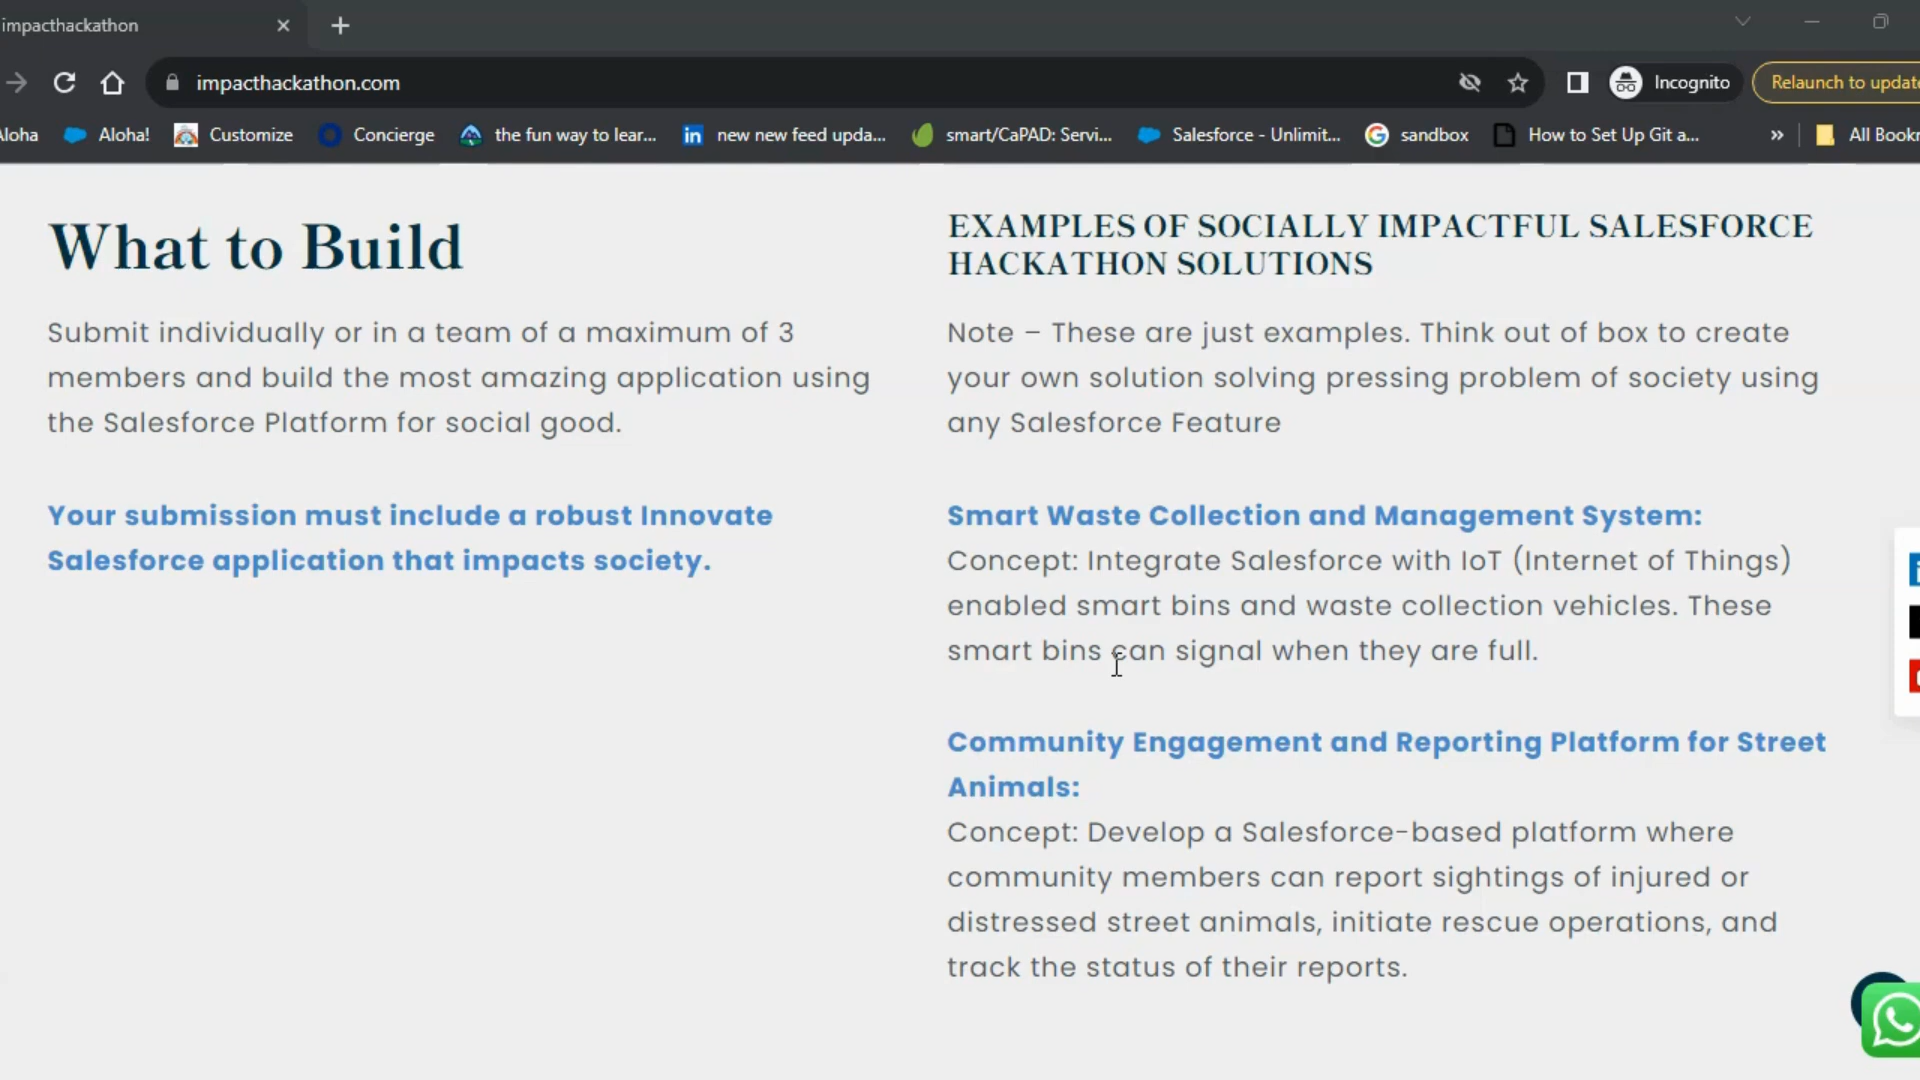 impacthackathon
impacthackathon.com
Incognito
Relaunch to update
Aloha
Aloha!
Customize
Concierge
the fun way to lear...
new new feed upda...
smart/CaPAD: Servi...
Salesforce - Unlimit...
sandbox
How to Set Up Git a...
»
All Bookr
What to Build
Submit individually or in a team of a maximum of 3
members and build the most amazing application using
the Salesforce Platform for social good.
Your submission must include a robust Innovate
Salesforce application that impacts society.
EXAMPLES OF SOCIALLY IMPACTFUL SALESFORCE
HACKATHON SOLUTIONS
Note – These are just examples. Think out of box to create
your own solution solving pressing problem of society using
any Salesforce Feature
Smart Waste Collection and Management System:
Concept: Integrate Salesforce with IoT (Internet of Things)
enabled smart bins and waste collection vehicles. These
smart bins can signal when they are full.
Community Engagement and Reporting Platform for Street
Animals:
Concept: Develop a Salesforce-based platform where
community members can report sightings of injured or
distressed street animals, initiate rescue operations, and
track the status of their reports.